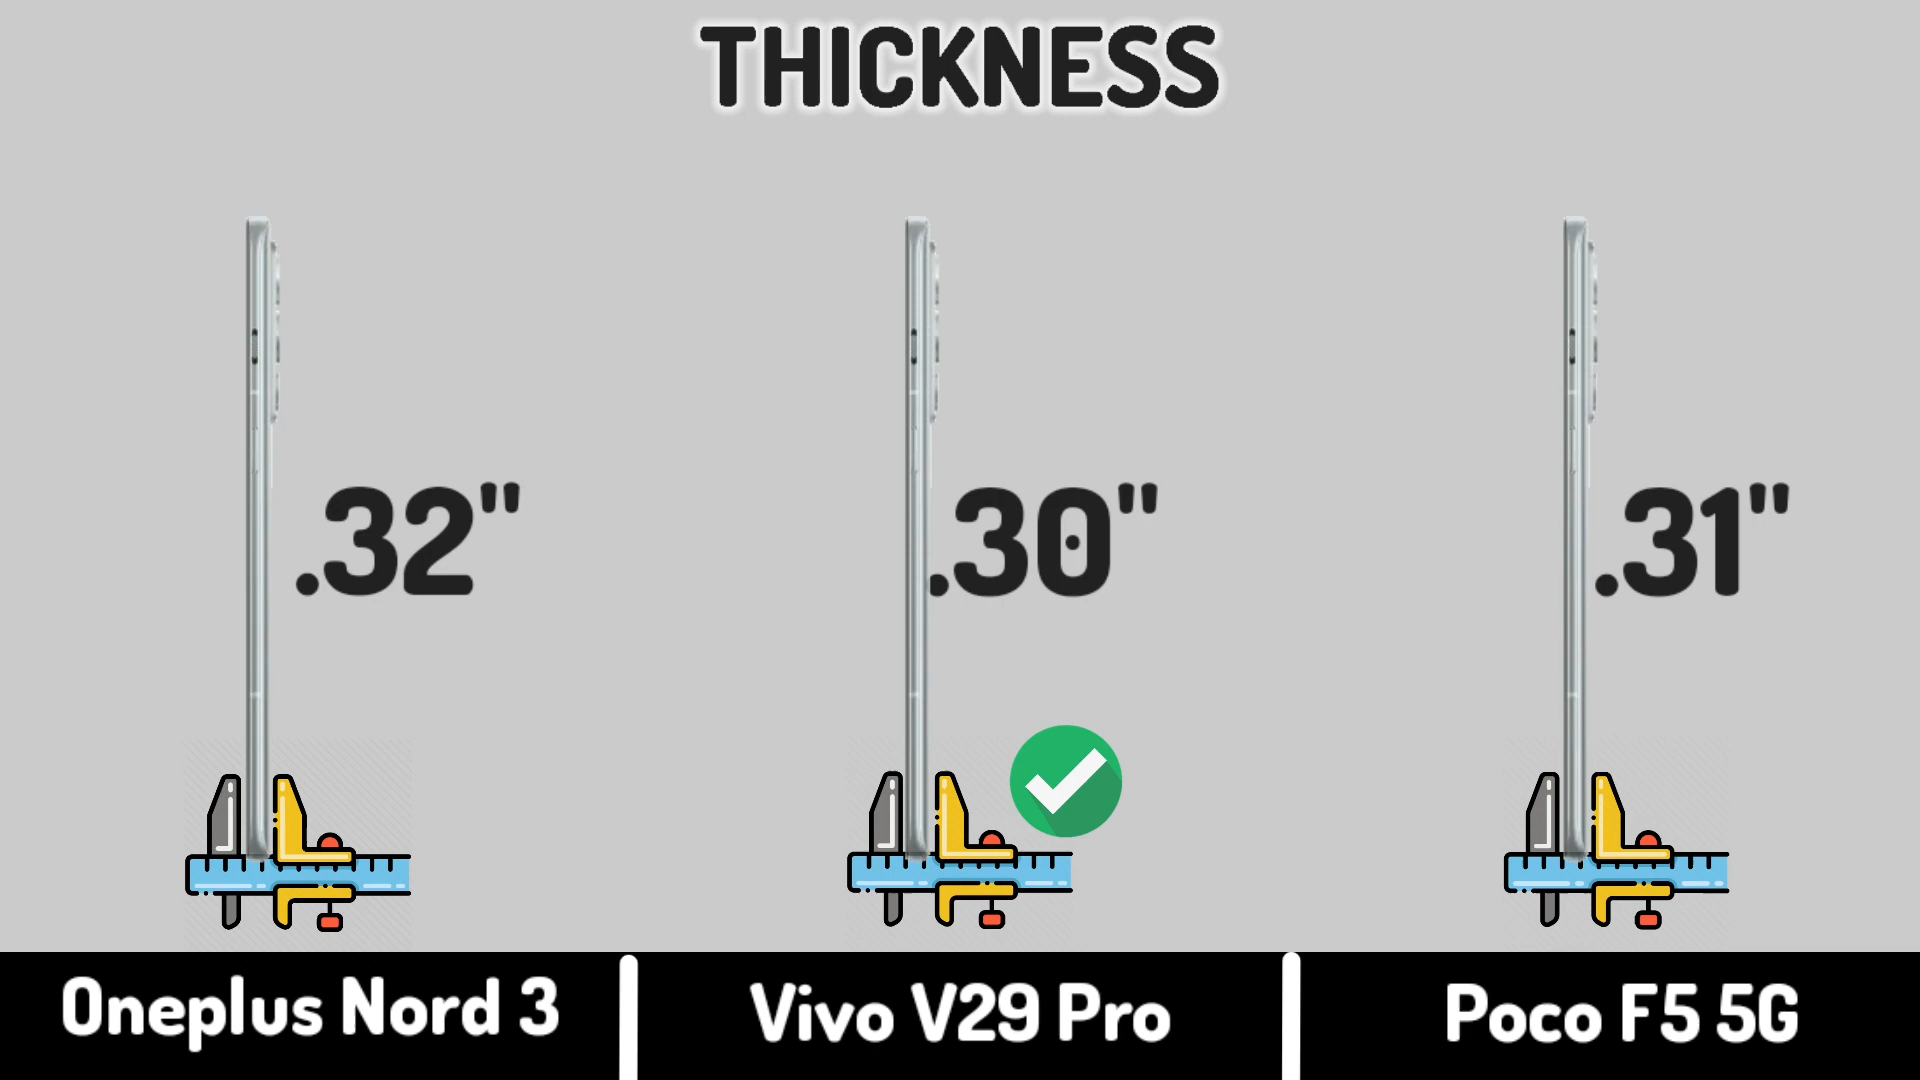 THICKNESS
.32"
.30"
.31"
Oneplus Nord 3
Vivo V29 Pro
Poco F5 5G